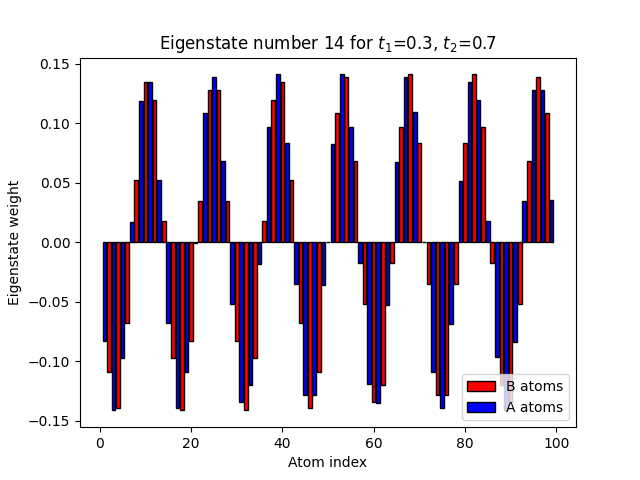 Eigenstate number 14 for t₁=0.3, t₂=0.7
0.15
0.10
0.05
0.00
−0.05
−0.10
−0.15
Eigenstate weight
0
20
40
60
80
100
Atom index
B atoms
A atoms